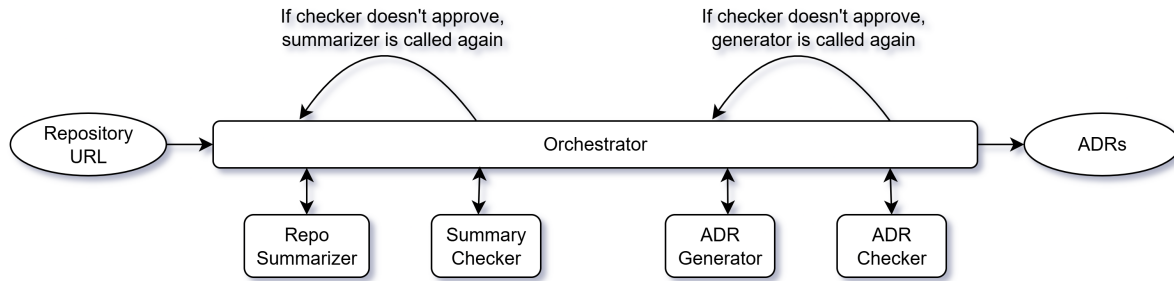 If checker doesn't approve,
summarizer is called again
If checker doesn't approve,
generator is called again
Repository
URL
Orchestrator
ADRs
Repo
Summarizer
Summary
Checker
ADR
Generator
ADR
Checker